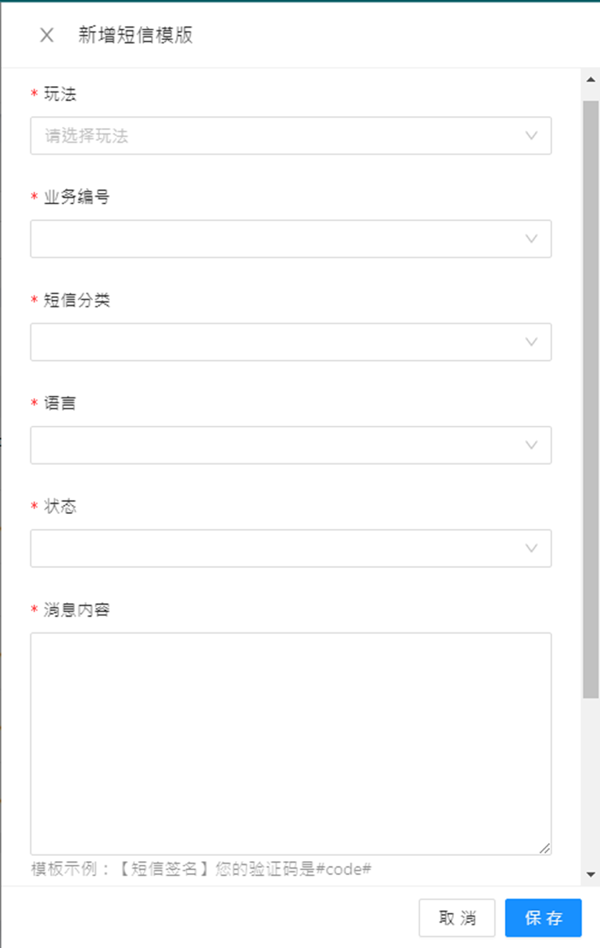 新增短信模版
* 玩法
请选择玩法
* 业务编号
* 短信分类
* 语言
* 状态
* 消息内容
模板示例：【短信签名】您的验证码是#code#
取 消
保 存